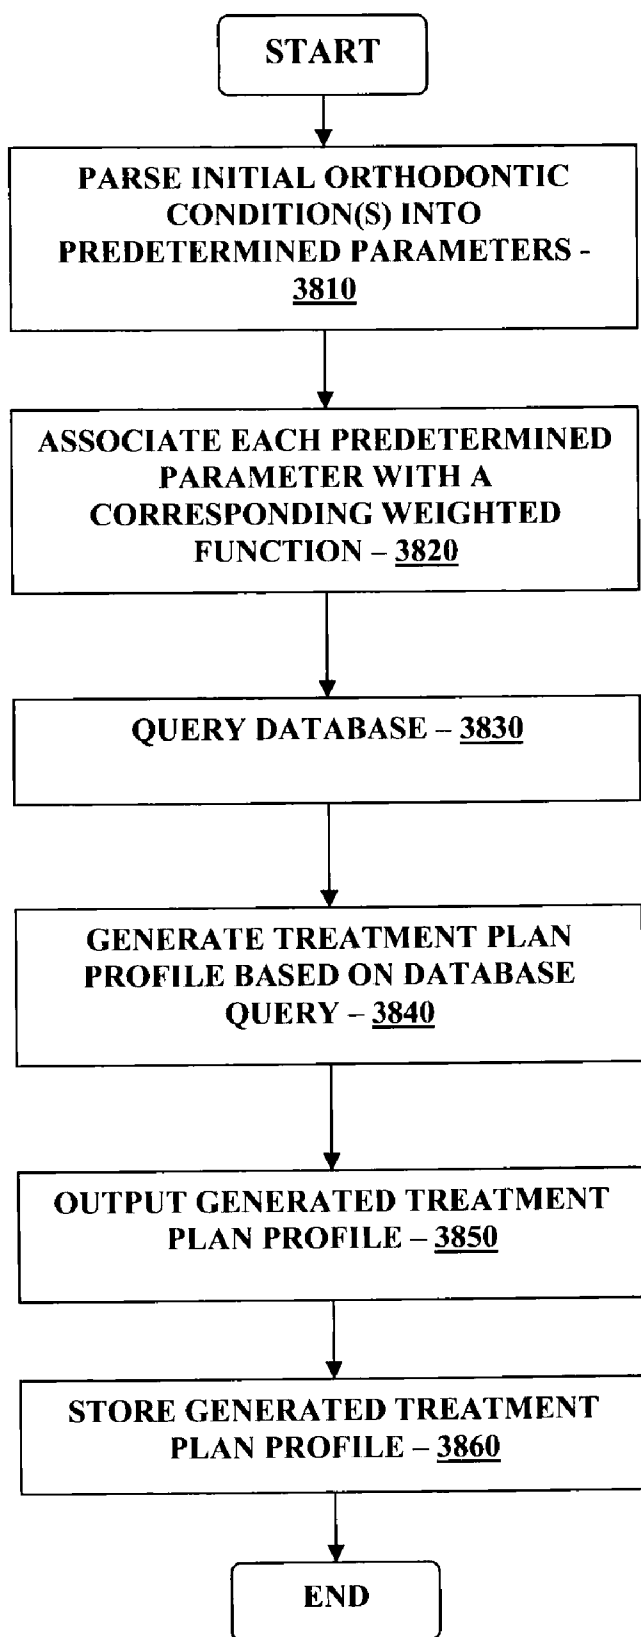 START
PARSE INITIAL ORTHODONTIC
CONDITION(S) INTO
PREDETERMINED PARAMETERS -
3810
ASSOCIATE EACH PREDETERMINED
PARAMETER WITH A
CORRESPONDING WEIGHTED
FUNCTION – 3820
QUERY DATABASE – 3830
GENERATE TREATMENT PLAN
PROFILE BASED ON DATABASE
QUERY – 3840
OUTPUT GENERATED TREATMENT
PLAN PROFILE – 3850
STORE GENERATED TREATMENT
PLAN PROFILE – 3860
END